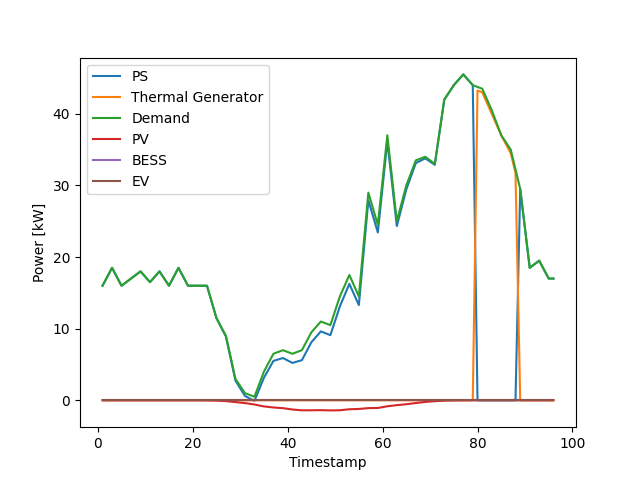 PS
Thermal Generator
Demand
PV
BESS
EV
Power [kW]
40
30
20
10
0
0 20 40 60 80 100
Timestamp